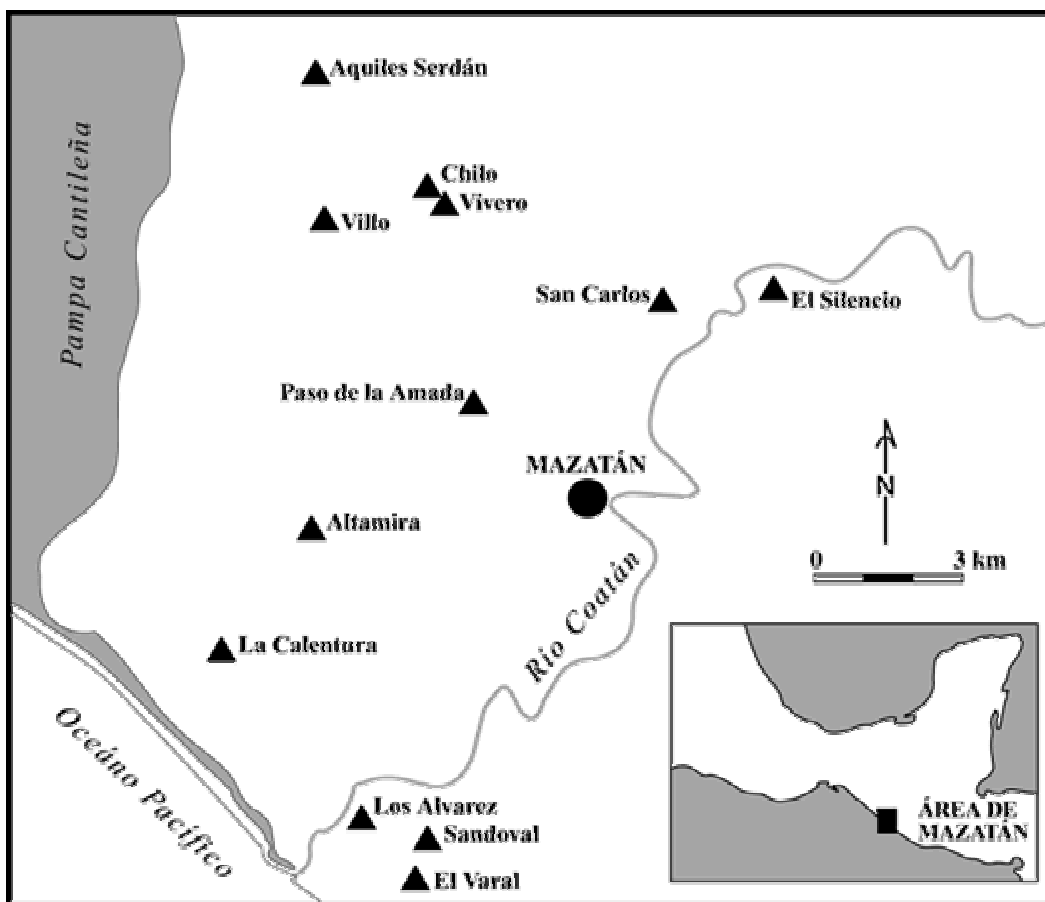 Aquiles Serdán
Chilo
Vivero
Villo
Pampa Cantileña
San Carlos
El Silencio
Paso de la Amada
MAZATÁN
N
Altamira
0 3 km
Río Coatán
La Calentura
Oceáno Pacífico
Los Alvarez
Sandoval
El Varal
ÁREA DE
MAZATÁN